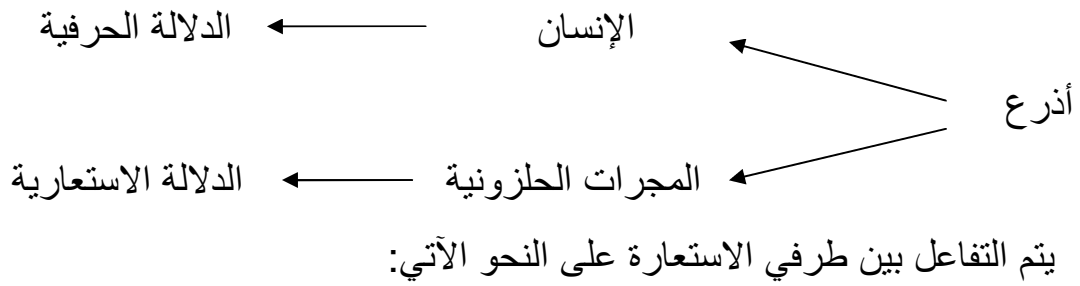 الإنسان الدلالة الحرفية
أذرع
المجرات الحلزونية الدلالة الاستعارية
يتم التفاعل بين طرفي الاستعارة على النحو الآتي: